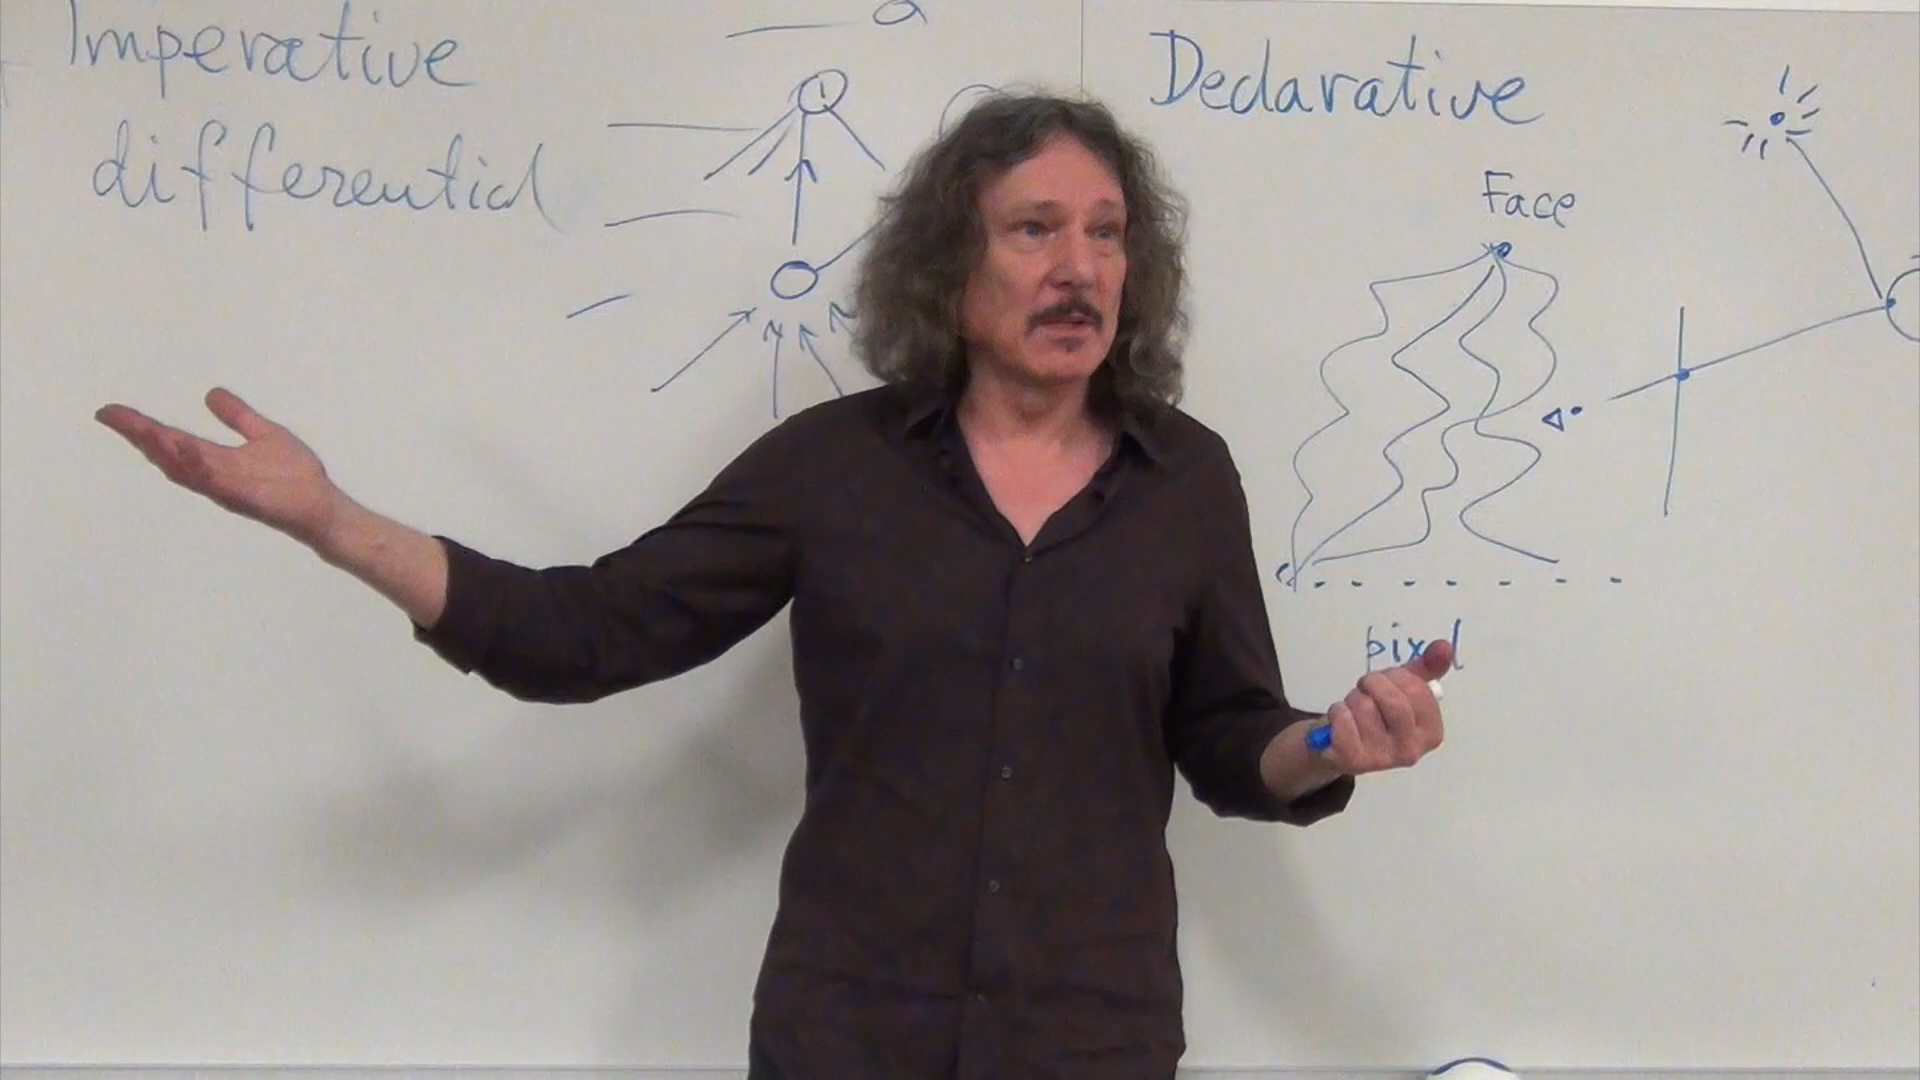 Imperative
differential
Declarative
Face
pixel